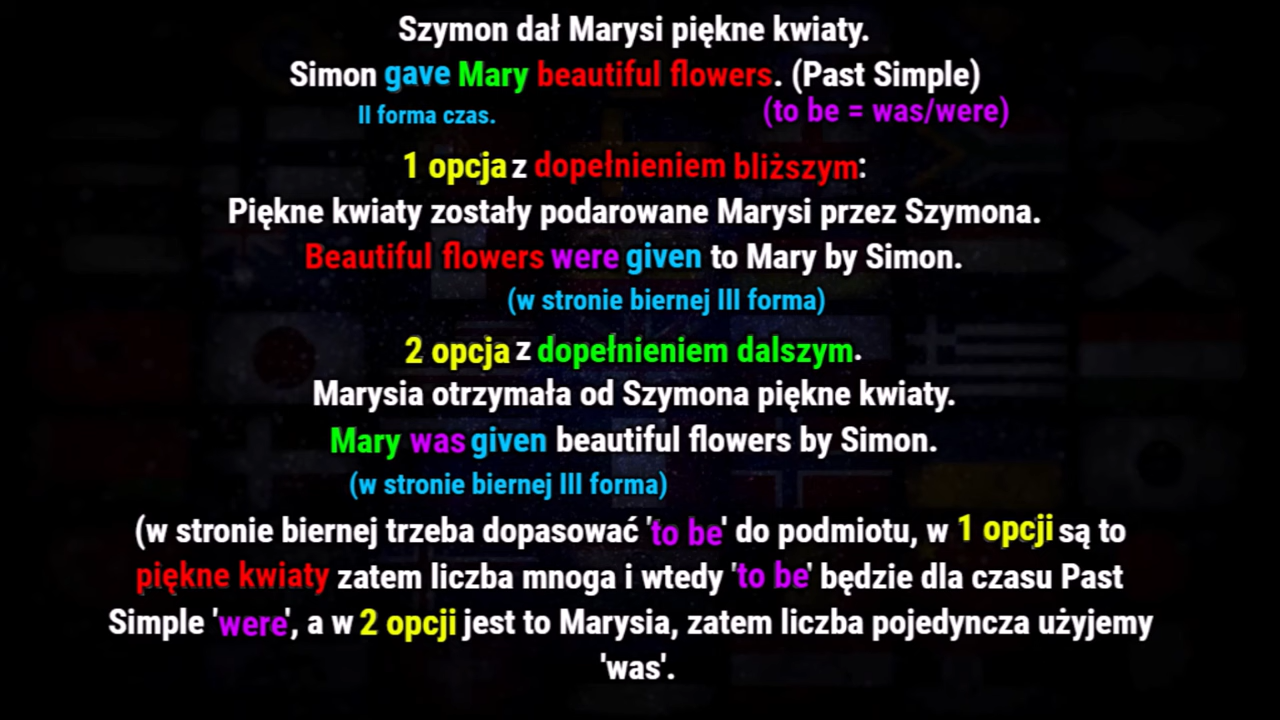 Szymon dał Marysi piękne kwiaty.
Simon gave Mary beautiful flowers. (Past Simple)
II forma czas. (to be = was/were)
1 opcja z dopełnieniem bliższym:
Piękne kwiaty zostały podarowane Marysi przez Szymona.
Beautiful flowers were given to Mary by Simon.
(w stronie biernej III forma)
2 opcja z dopełnieniem dalszym.
Marysia otrzymała od Szymona piękne kwiaty.
Mary was given beautiful flowers by Simon.
(w stronie biernej III forma)
(w stronie biernej trzeba dopasować 'to be' do podmiotu, w 1 opcji są to
piękne kwiaty zatem liczba mnoga i wtedy 'to be' będzie dla czasu Past
Simple 'were', a w 2 opcji jest to Marysia, zatem liczba pojedyncza użyjemy
'was'.